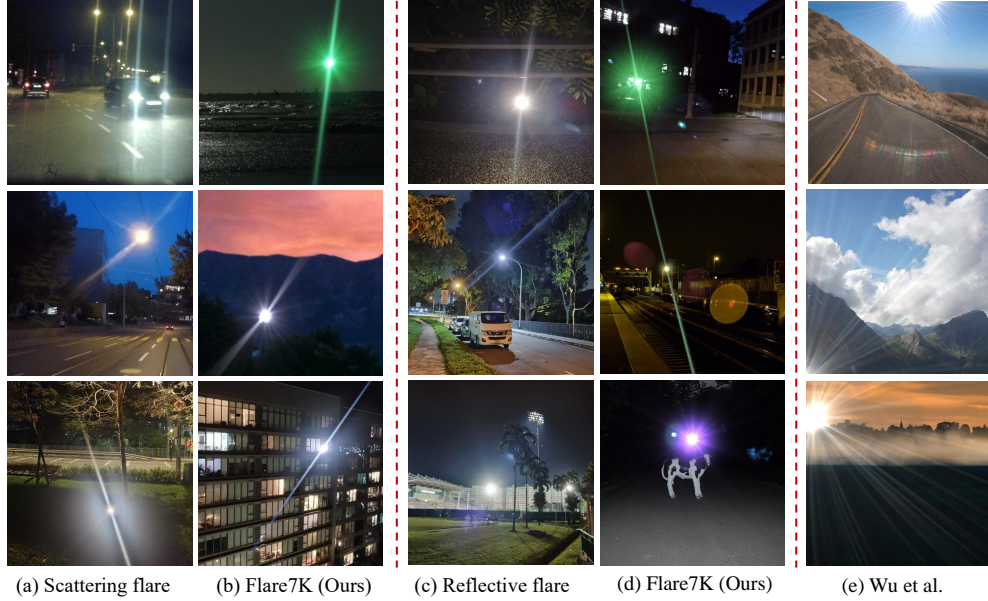 (a) Scattering flare
(b) Flare7K (Ours)
(c) Reflective flare
(d) Flare7K (Ours)
(e) Wu et al.